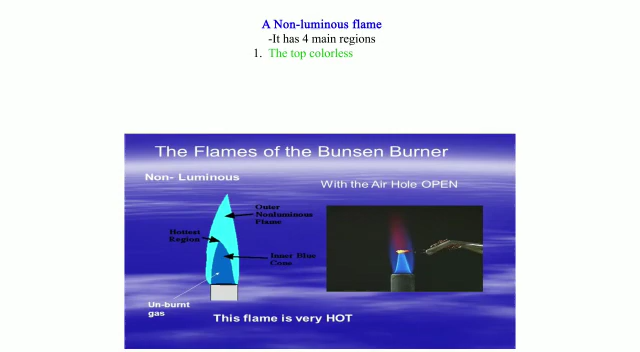 A Non-luminous flame
-It has 4 main regions
1. The top colorless
The Flames of the Bunsen Burner
Non- Luminous
With the Air Hole OPEN
Outer
Nonluminous
Flame
Hottest
Region
Inner Blue
Cone
Un-burnt
gas
This flame is very HOT